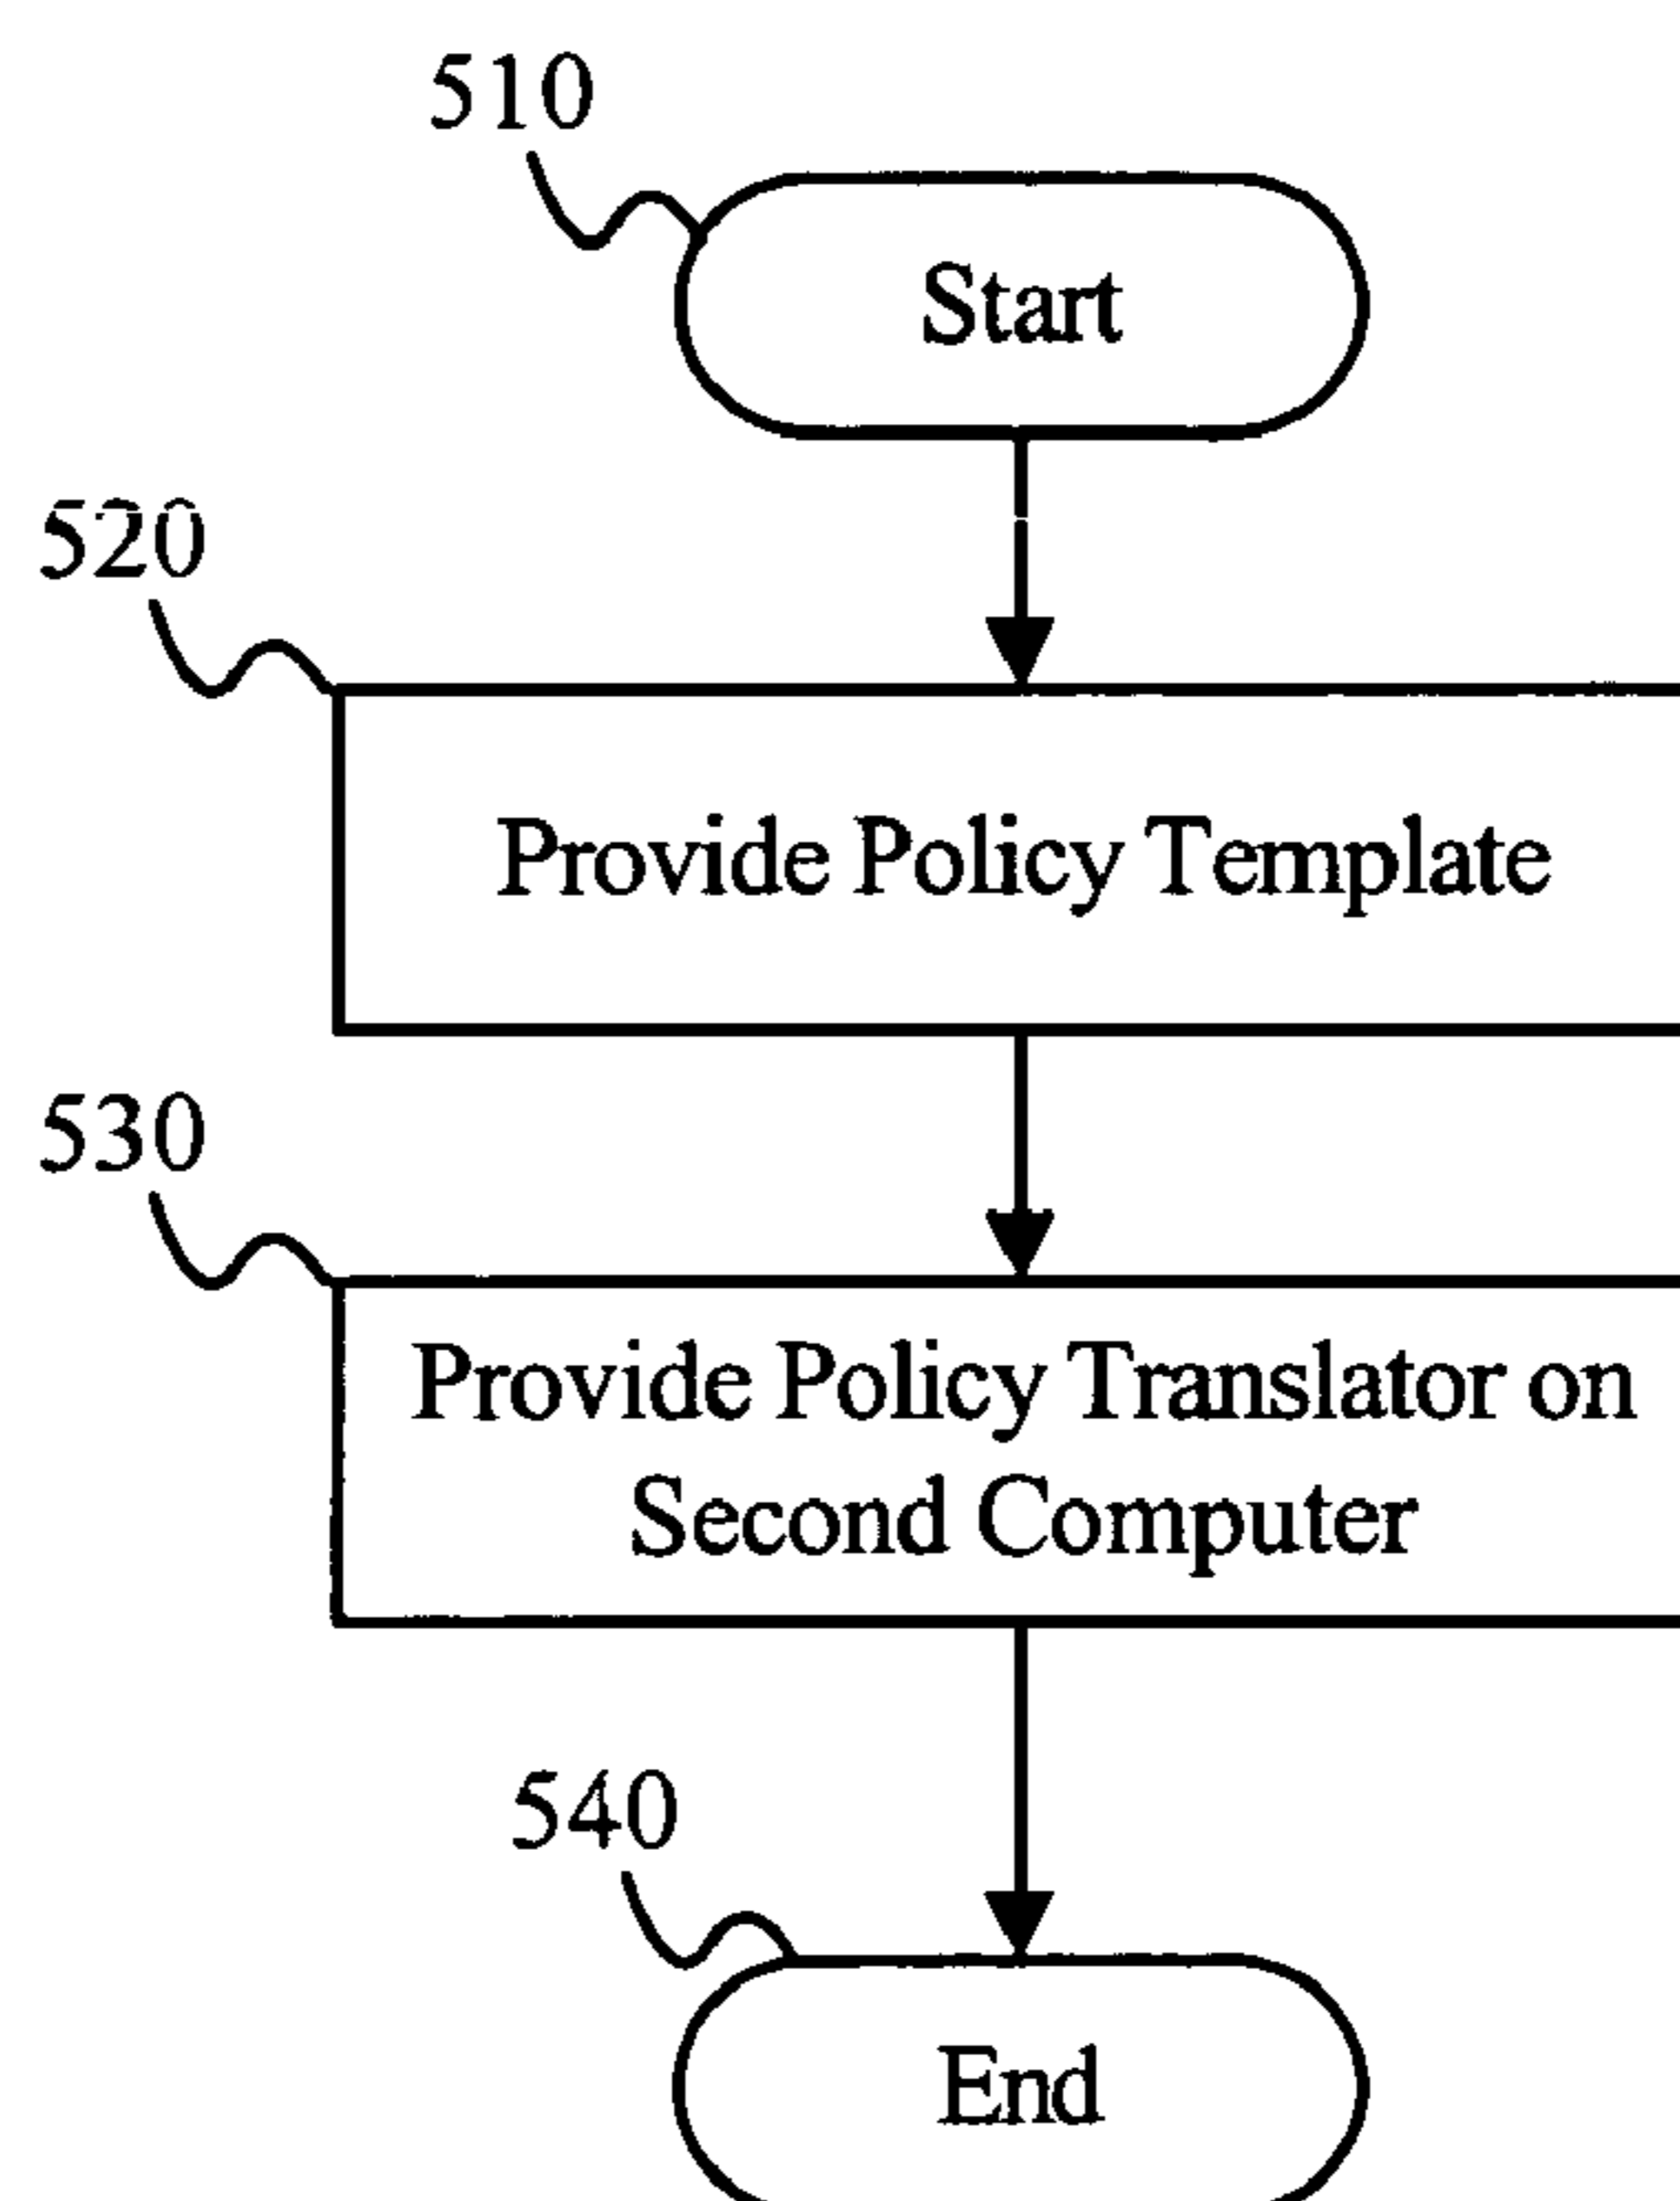 510
Start
520
Provide Policy Template
530
Provide Policy Translator on
Second Computer
540
End